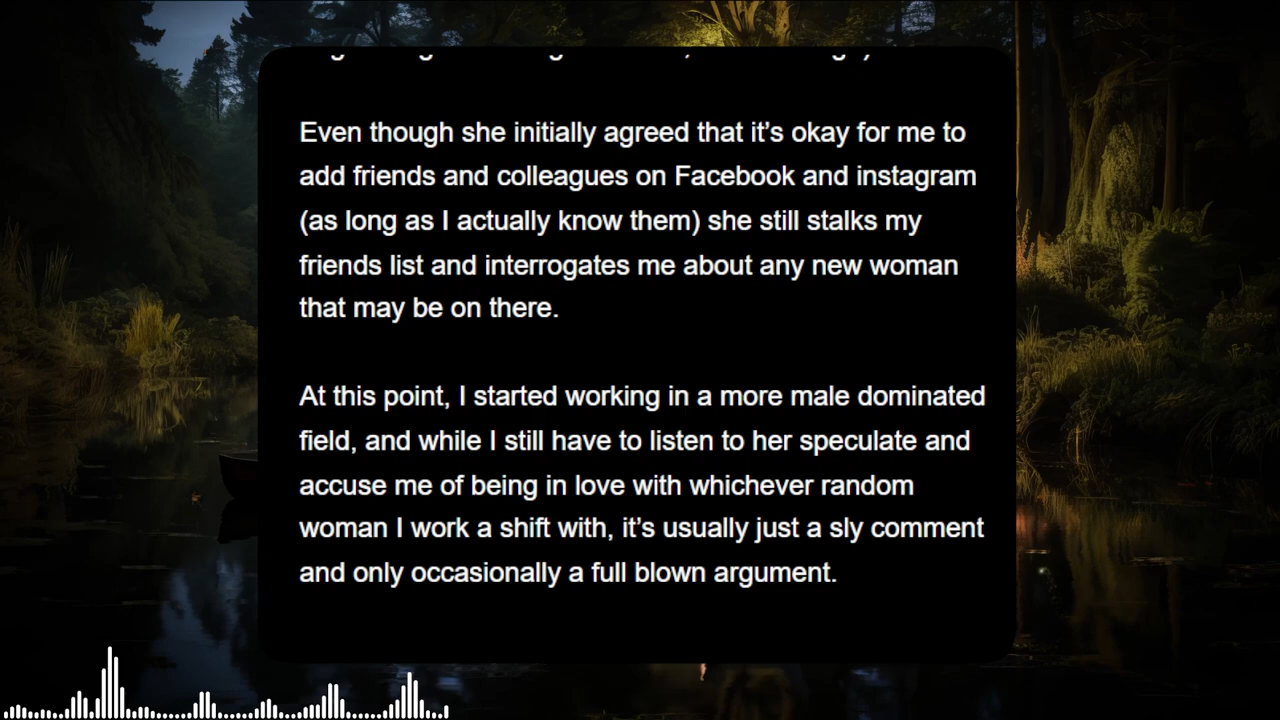 Even though she initially agreed that it’s okay for me to
add friends and colleagues on Facebook and instagram
(as long as I actually know them) she still stalks my
friends list and interrogates me about any new woman
that may be on there.
At this point, I started working in a more male dominated
field, and while I still have to listen to her speculate and
accuse me of being in love with whichever random
woman I work a shift with, it’s usually just a sly comment
and only occasionally a full blown argument.